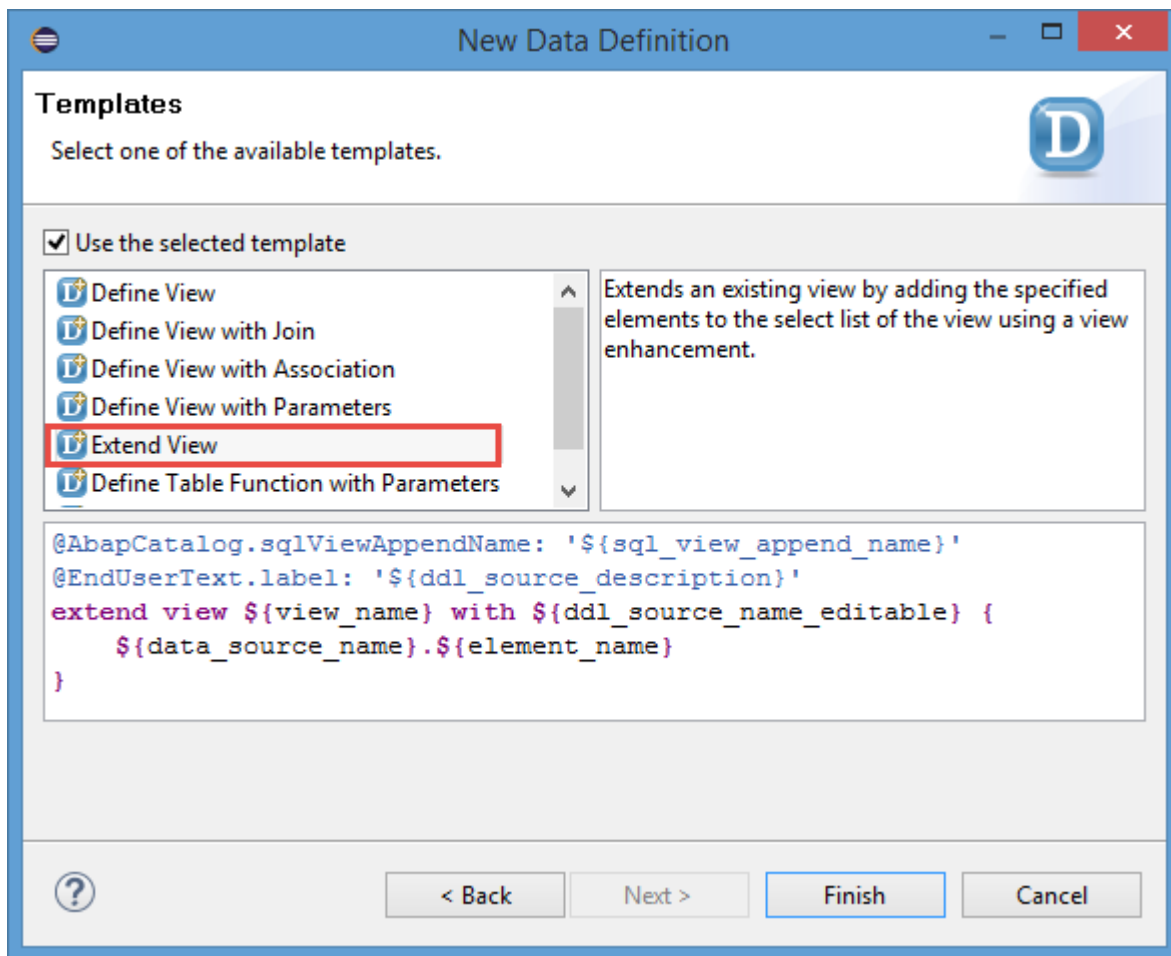 New Data Definition
Templates
Select one of the available templates.
D
Use the selected template
Define View
Define View with Join
Define View with Association
Define View with Parameters
Extend View
Define Table Function with Parameters
Extends an existing view by adding the specified
elements to the select list of the view using a view
enhancement.
@AbapCatalog.sqlViewAppendName: '${sql_view_append_name}'
@EndUserText.label: '${ddl_source_description}'
extend view ${view_name} with ${ddl_source_name_editable} {
    ${data_source_name}.${element_name}
}
?
< Back
Next >
Finish
Cancel